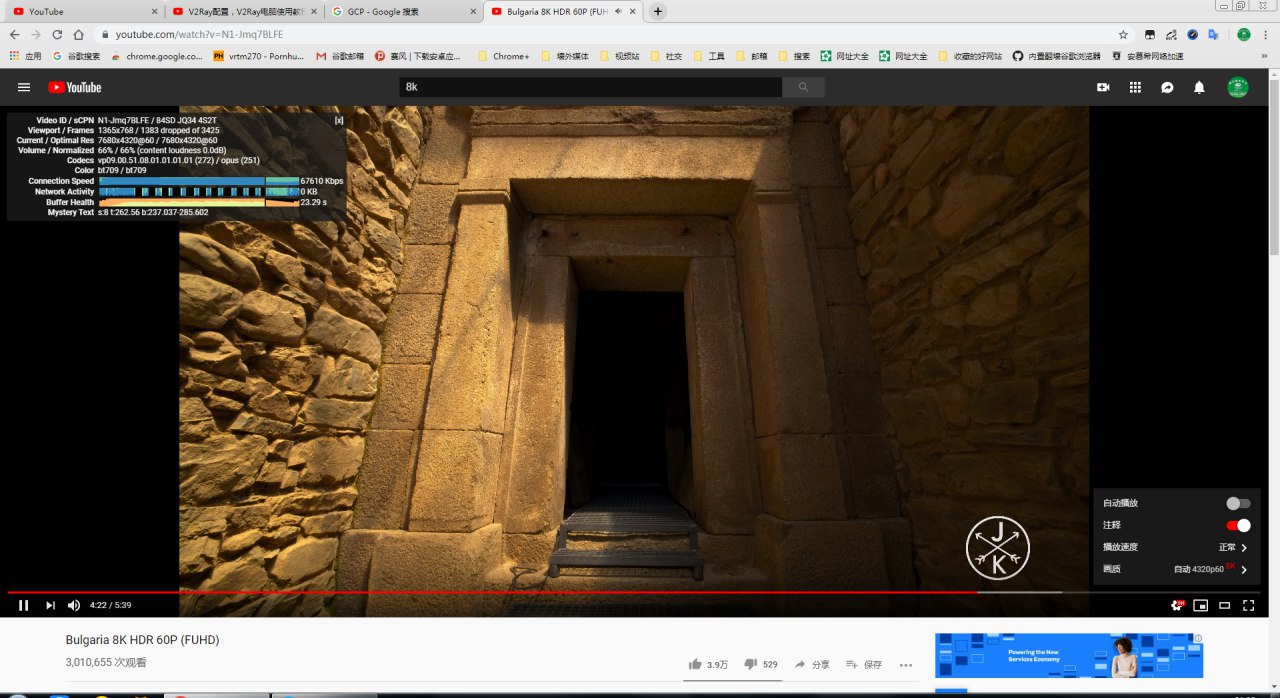 YouTube
V2Ray配置，V2Ray电脑使用教
GCP - Google 搜索
Bulgaria 8K HDR 60P (FUH
youtube.com/watch?v=N1-Jmq7BLFE
应用
谷歌搜索
chrome.google.co...
PH
vrtm270 - Pornhu...
谷歌邮箱
赛风 | 下载安卓应...
Chrome+
墙外媒体
视频站
社交
工具
邮箱
搜索
网址大全
网址大全
收藏的好网站
内置翻墙谷歌浏览器
安易希网络加速
YouTube
8k
Video ID / sCPN N1-Jmq7BLFE / 84SD JQ34 4S2T [x]
Viewport / Frames 1365x768 / 1383 dropped of 3425
Current / Optimal Res 7680x4320@60 / 7680x4320@60
Volume / Normalized 66% / 66% (content loudness 0.0dB)
Codecs vp09.00.51.08.01.01.01.01 (272) / opus (251)
Color bt709 / bt709
Connection Speed 67610 Kbps
Network Activity 0 KB
Buffer Health 23.29 s
Mystery Text s:8 t:262.56 b:237.037-285.602
自动播放
注释
播放速度 正常
画质 自动 4320p60 8K
J
K
4:22 / 5:39
Bulgaria 8K HDR 60P (FUHD)
3,010,655 次观看
3.9万
529
分享
保存
Powering the New
Services Economy